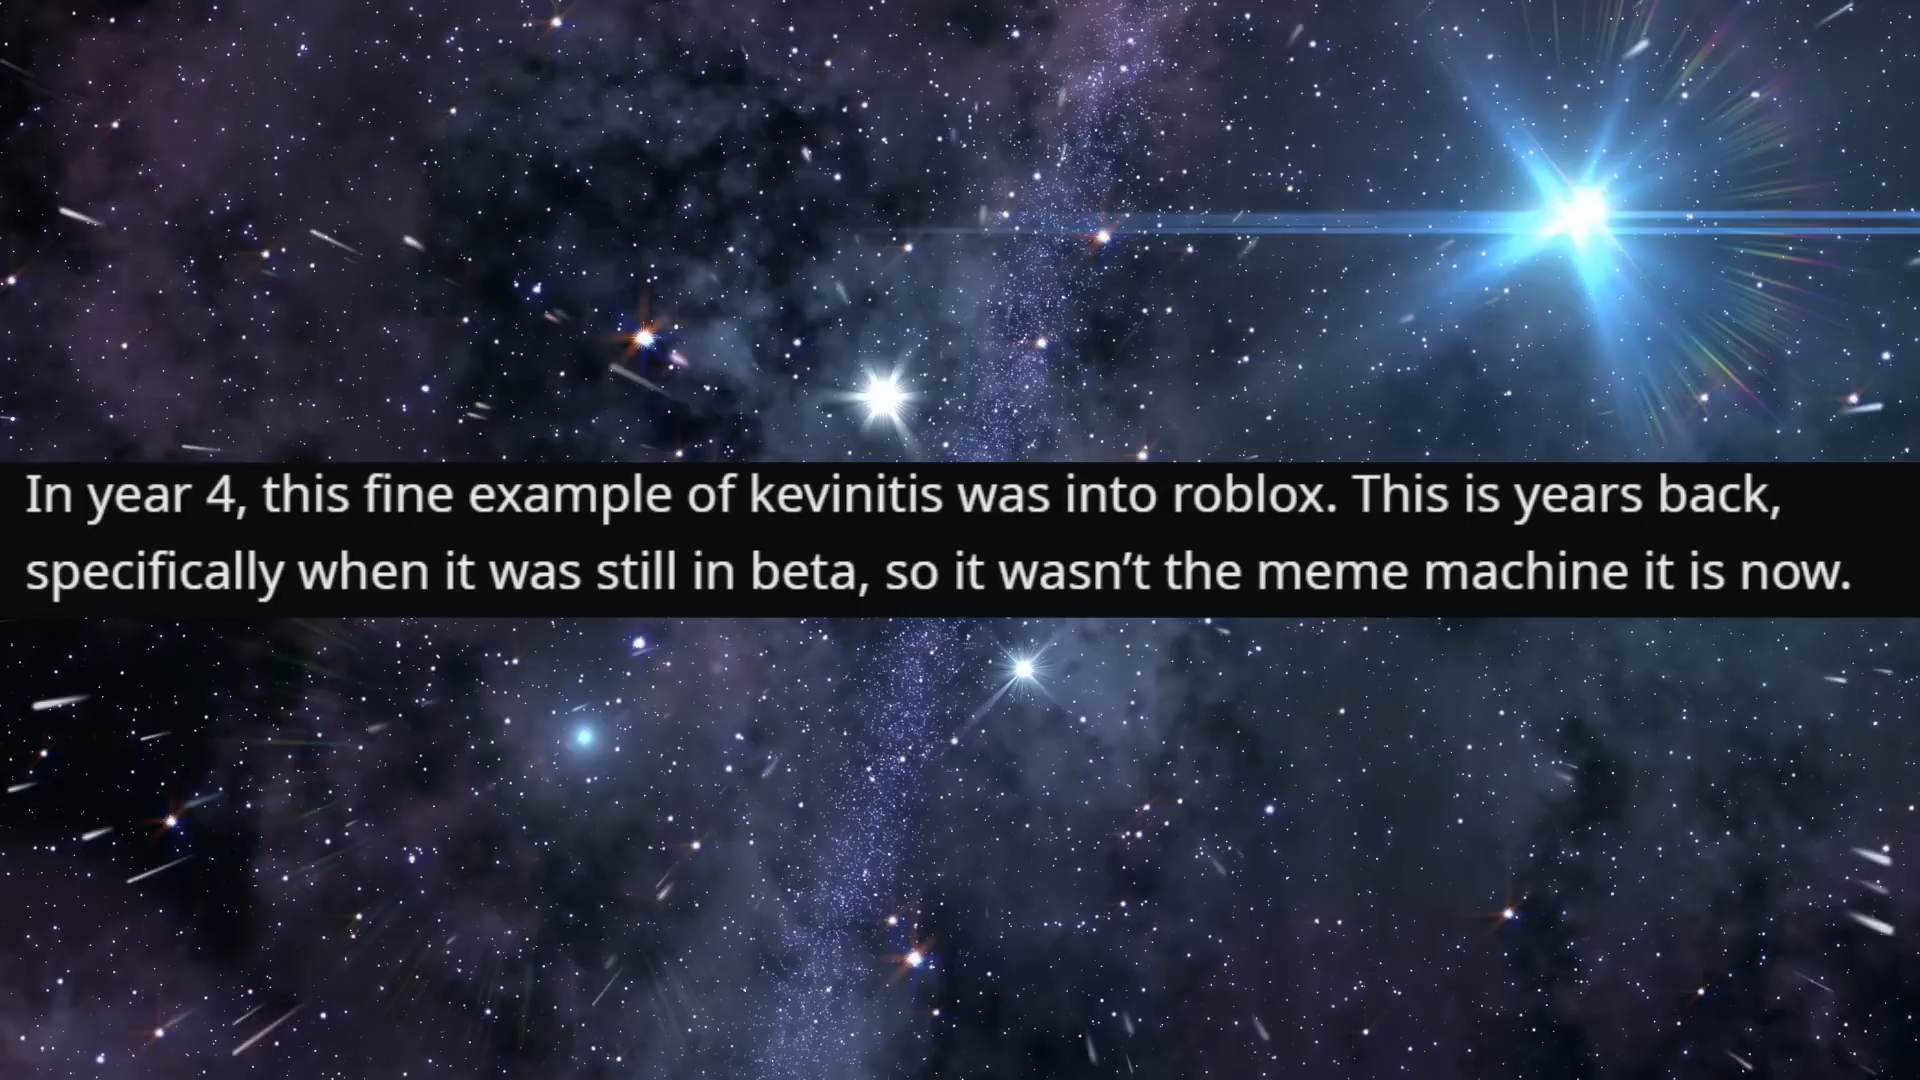 In year 4, this fine example of kevinitis was into roblox. This is years back,
specifically when it was still in beta, so it wasn’t the meme machine it is now.